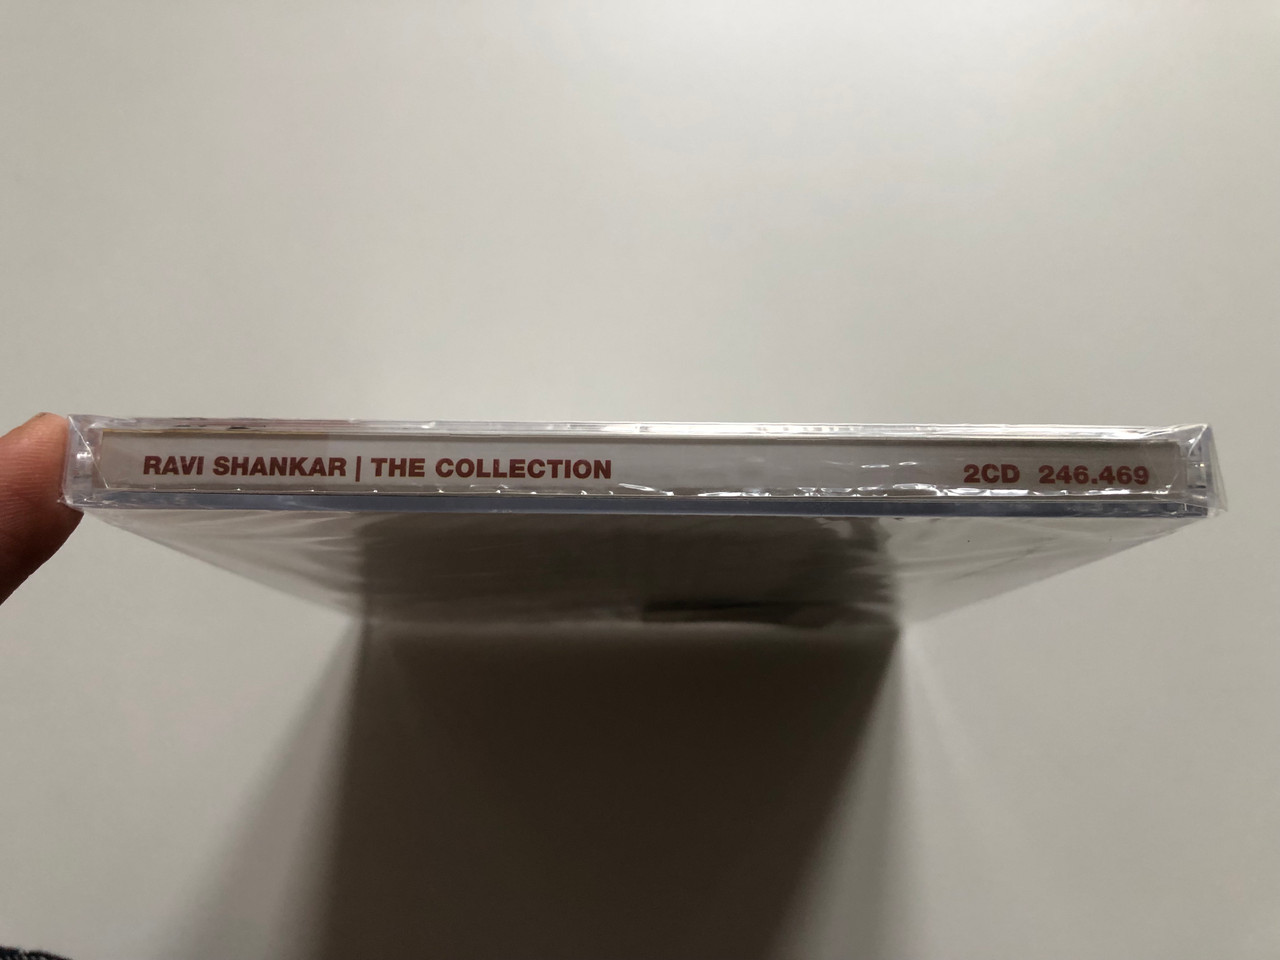 RAVI SHANKAR | THE COLLECTION 2CD 246.469